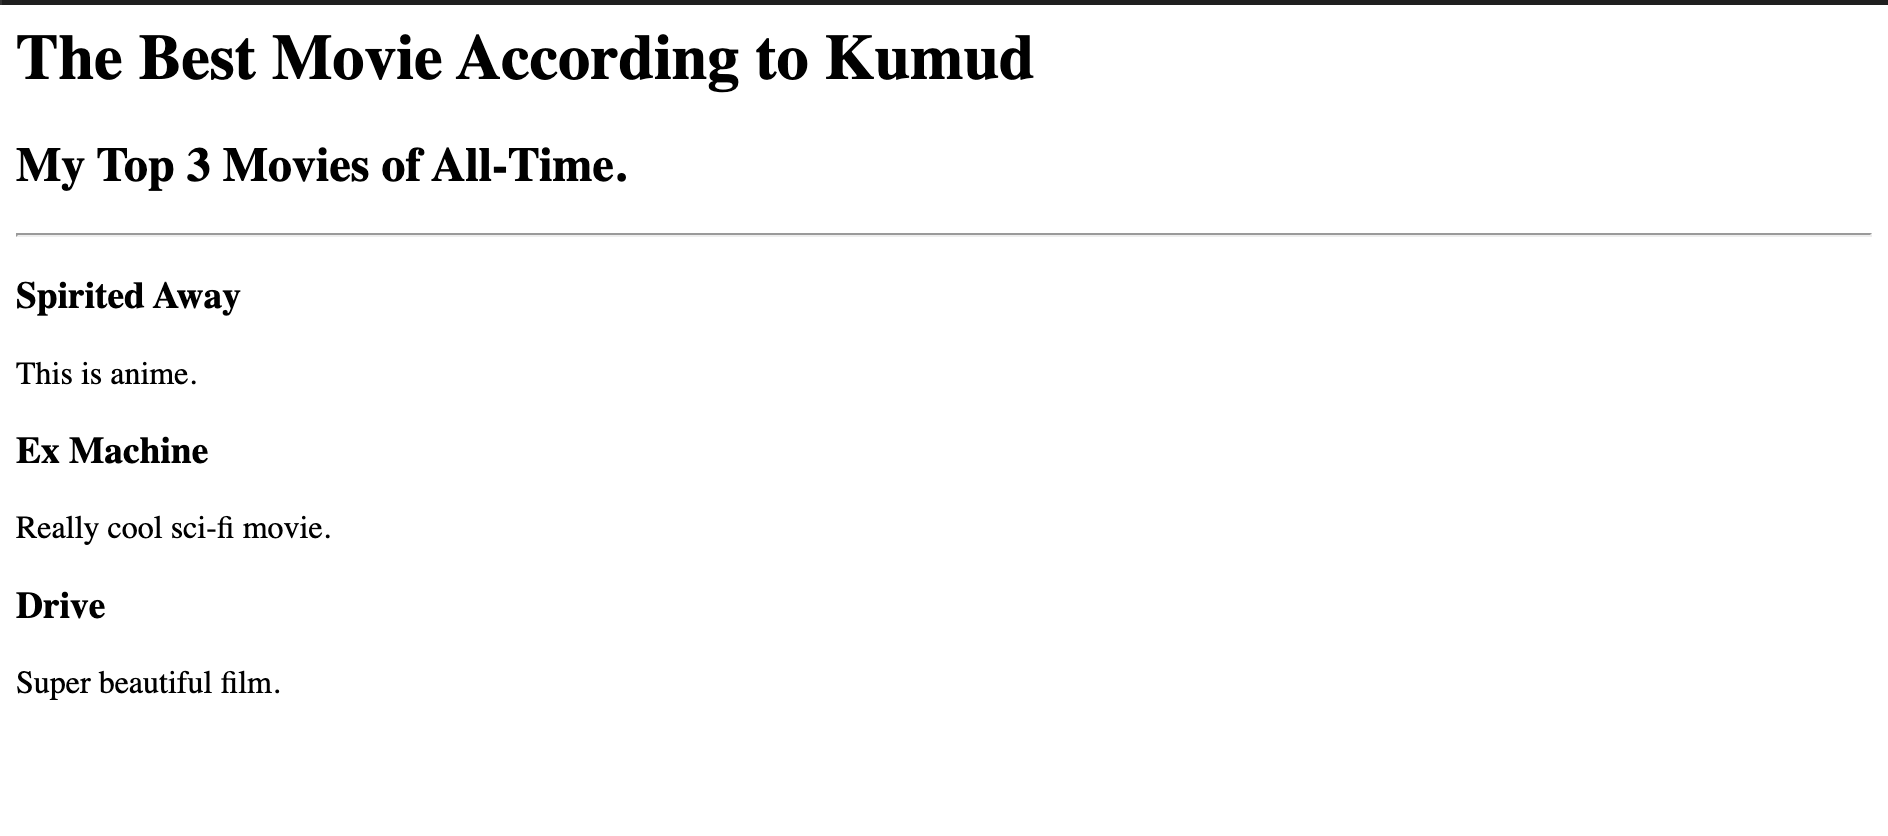 The Best Movie According to Kumud
My Top 3 Movies of All-Time.
Spirited Away
This is anime.
Ex Machine
Really cool sci-fi movie.
Drive
Super beautiful film.